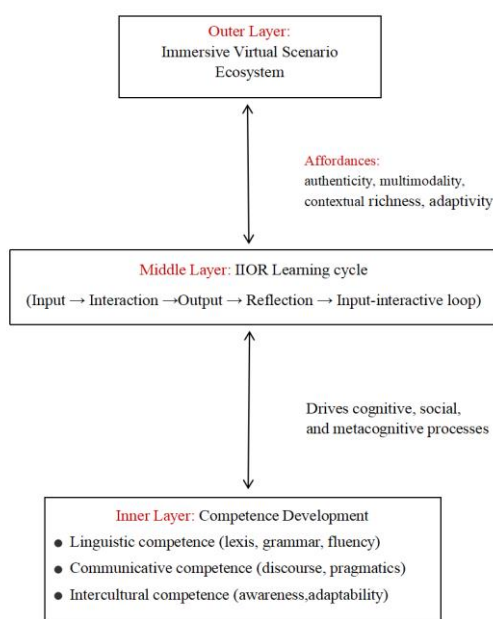 Outer Layer:
Immersive Virtual Scenario
Ecosystem
Affordances:
authenticity, multimodality,
contextual richness, adaptivity
Middle Layer: IIOR Learning cycle
(Input → Interaction →Output → Reflection → Input-interactive loop)
Drives cognitive, social,
and metacognitive processes
Inner Layer: Competence Development
● Linguistic competence (lexis, grammar, fluency)
● Communicative competence (discourse, pragmatics)
● Intercultural competence (awareness,adaptability)